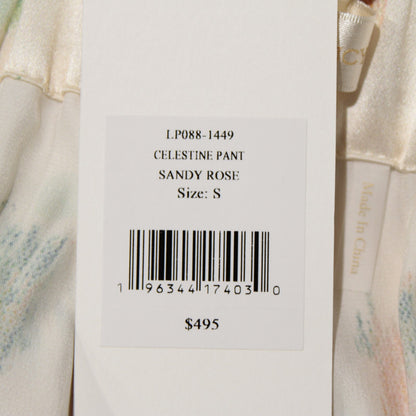 LP088-1449
CELESTINE PANT
SANDY ROSE
Size: S
1 96344 17403 0
$495
Made in China